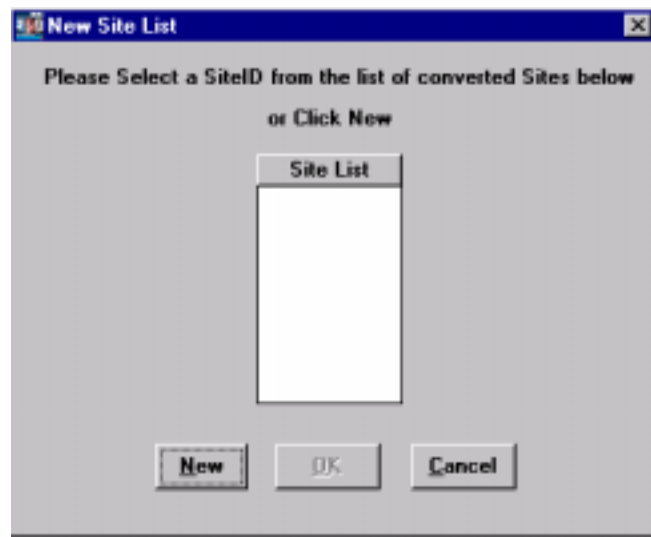 New Site List
Please Select a SiteID from the list of converted Sites below
or Click New
Site List
New OK Cancel